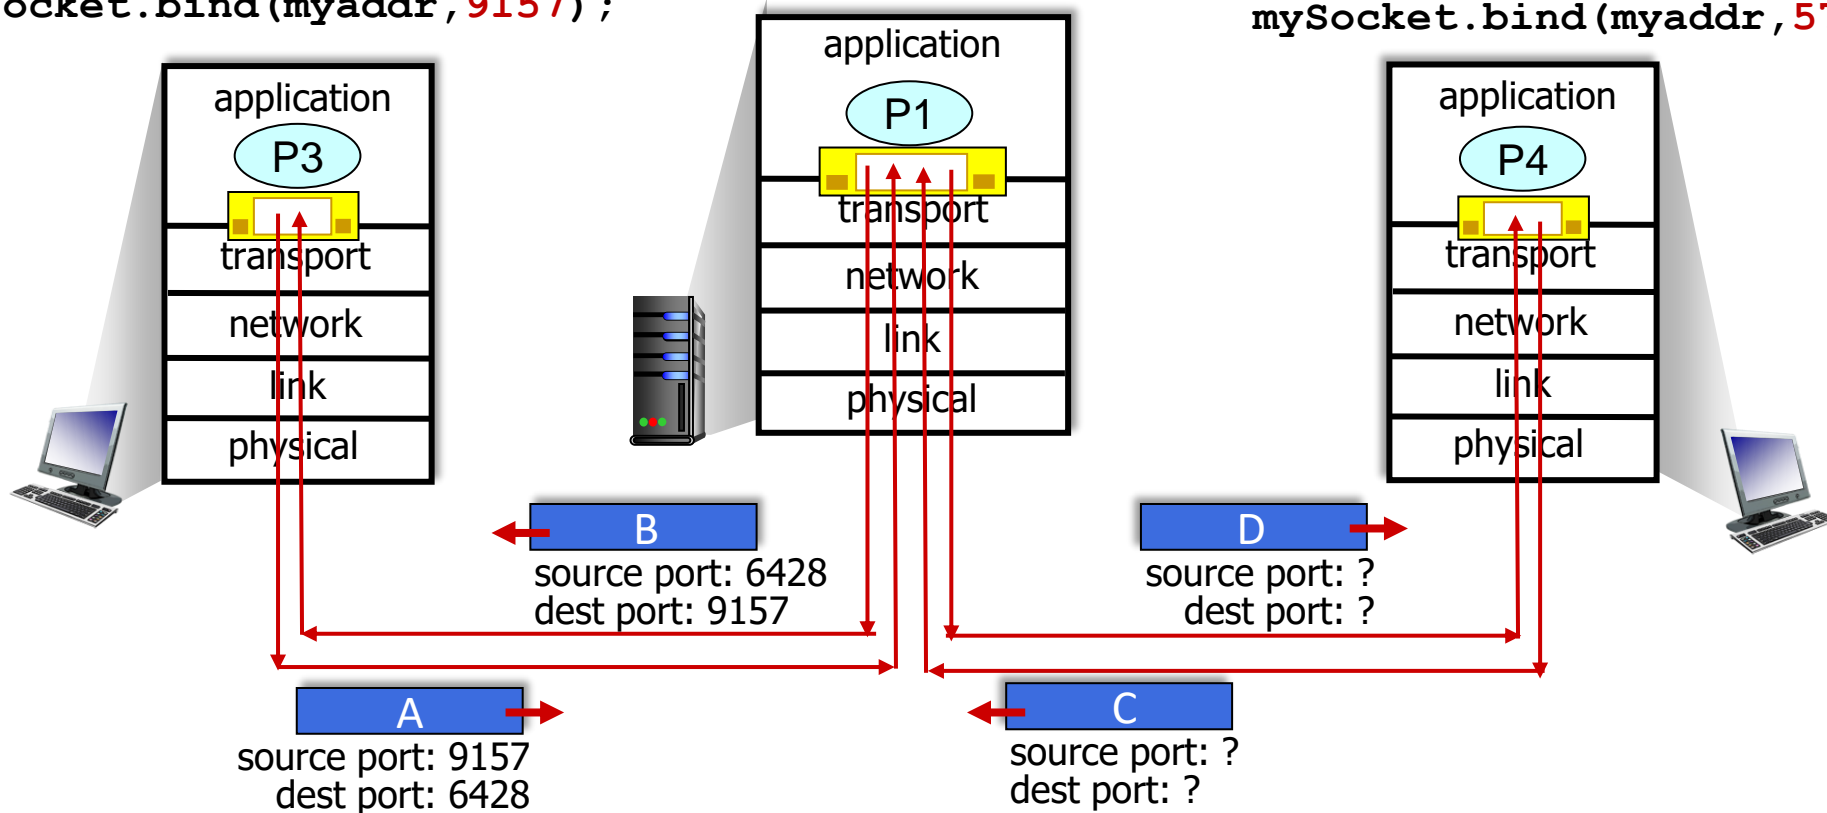 ocket.bind(myaddr,9157);
mySocket.bind(myaddr,57
application
P3
transport
network
link
physical
application
P1
transport
network
link
physical
application
P4
transport
network
link
physical
B
source port: 6428
dest port: 9157
D
source port: ?
dest port: ?
A
source port: 9157
dest port: 6428
C
source port: ?
dest port: ?